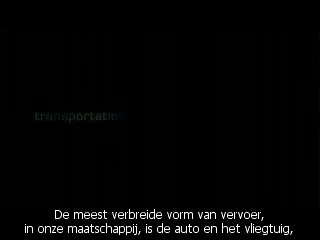 transportatio
De meest verbreide vorm van vervoer,
in onze maatschappij, is de auto en het vliegtuig,